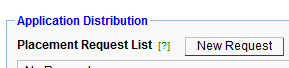 Application Distribution
Placement Request List [?] New Request